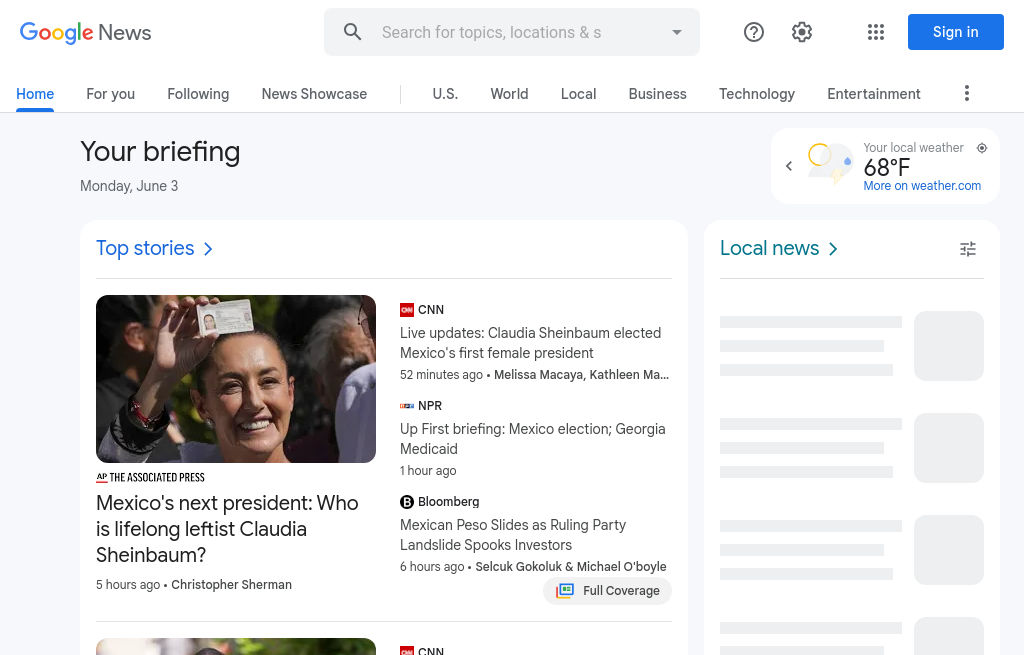 Google News
Search for topics, locations & s
Sign in
Home
For you
Following
News Showcase
U.S.
World
Local
Business
Technology
Entertainment
Your briefing
Monday, June 3
Your local weather
68°F
More on weather.com
Top stories
AP THE ASSOCIATED PRESS
Mexico's next president: Who
is lifelong leftist Claudia
Sheinbaum?
5 hours ago • Christopher Sherman
CNN CNN
Live updates: Claudia Sheinbaum elected
Mexico's first female president
52 minutes ago • Melissa Macaya, Kathleen Ma...
NPR
Up First briefing: Mexico election; Georgia
Medicaid
1 hour ago
B Bloomberg
Mexican Peso Slides as Ruling Party
Landslide Spooks Investors
6 hours ago • Selcuk Gokoluk & Michael O'boyle
Full Coverage
CNN CNN
Local news